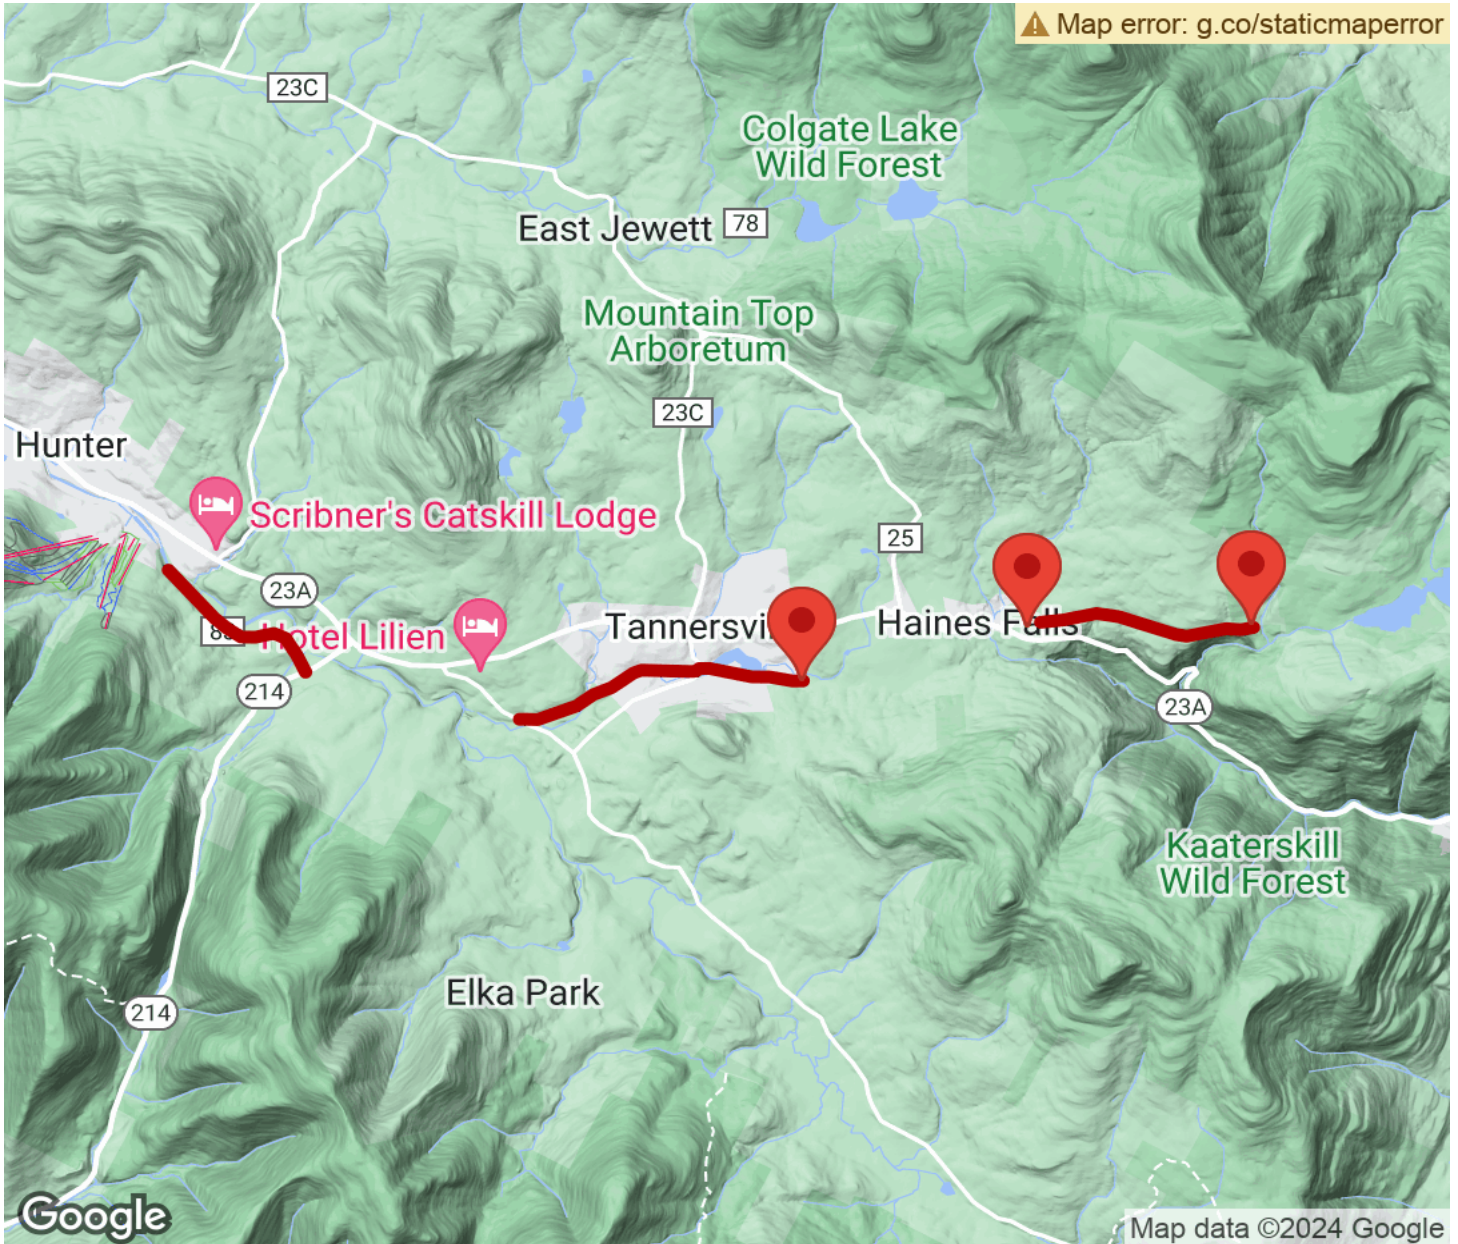 Map error: g.co/staticmaperror
23C
Colgate Lake
Wild Forest
East Jewett
78
Mountain Top
Arboretum
23C
Hunter
Scribner's Catskill Lodge
25
23A
Hotel Lilien
Tannersvi
Haines Falls
214
23A
Kaaterskill
Wild Forest
Elka Park
214
Google
Map data ©2024 Google